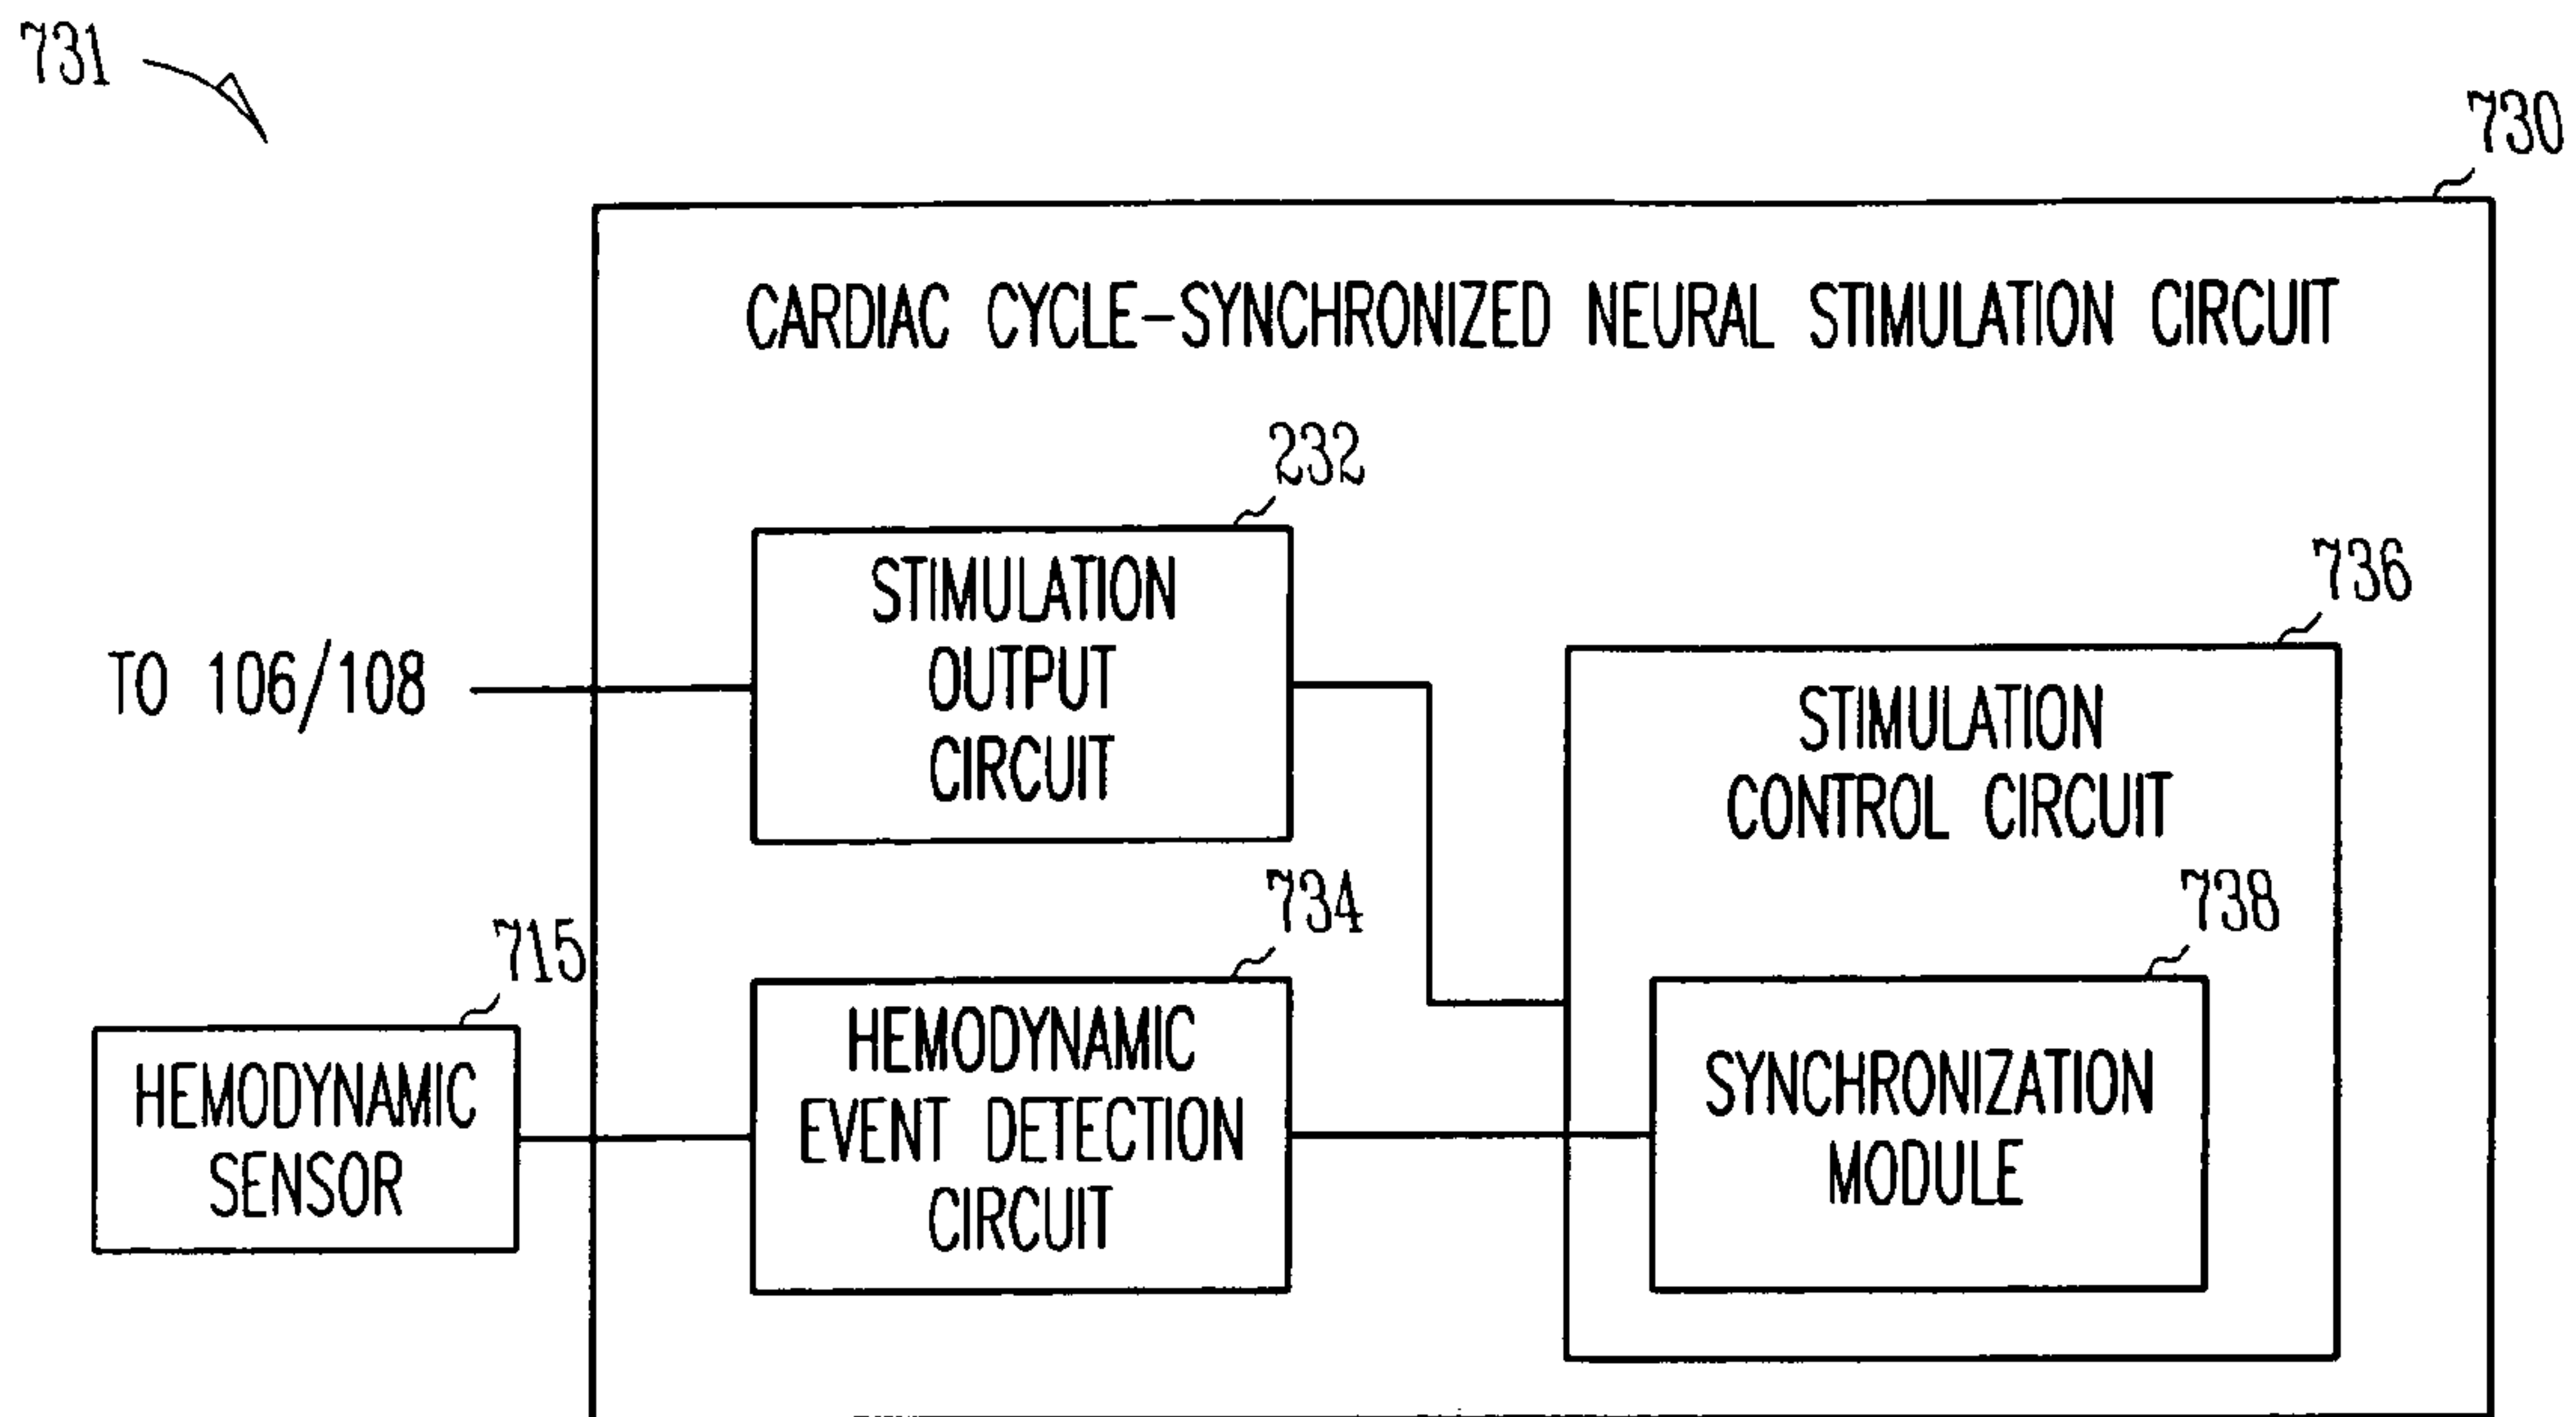 731
730
CARDIAC CYCLE-SYNCHRONIZED NEURAL STIMULATION CIRCUIT
232
STIMULATION
OUTPUT
CIRCUIT
TO 106/108
736
STIMULATION
CONTROL CIRCUIT
715
HEMODYNAMIC
SENSOR
734
HEMODYNAMIC
EVENT DETECTION
CIRCUIT
738
SYNCHRONIZATION
MODULE